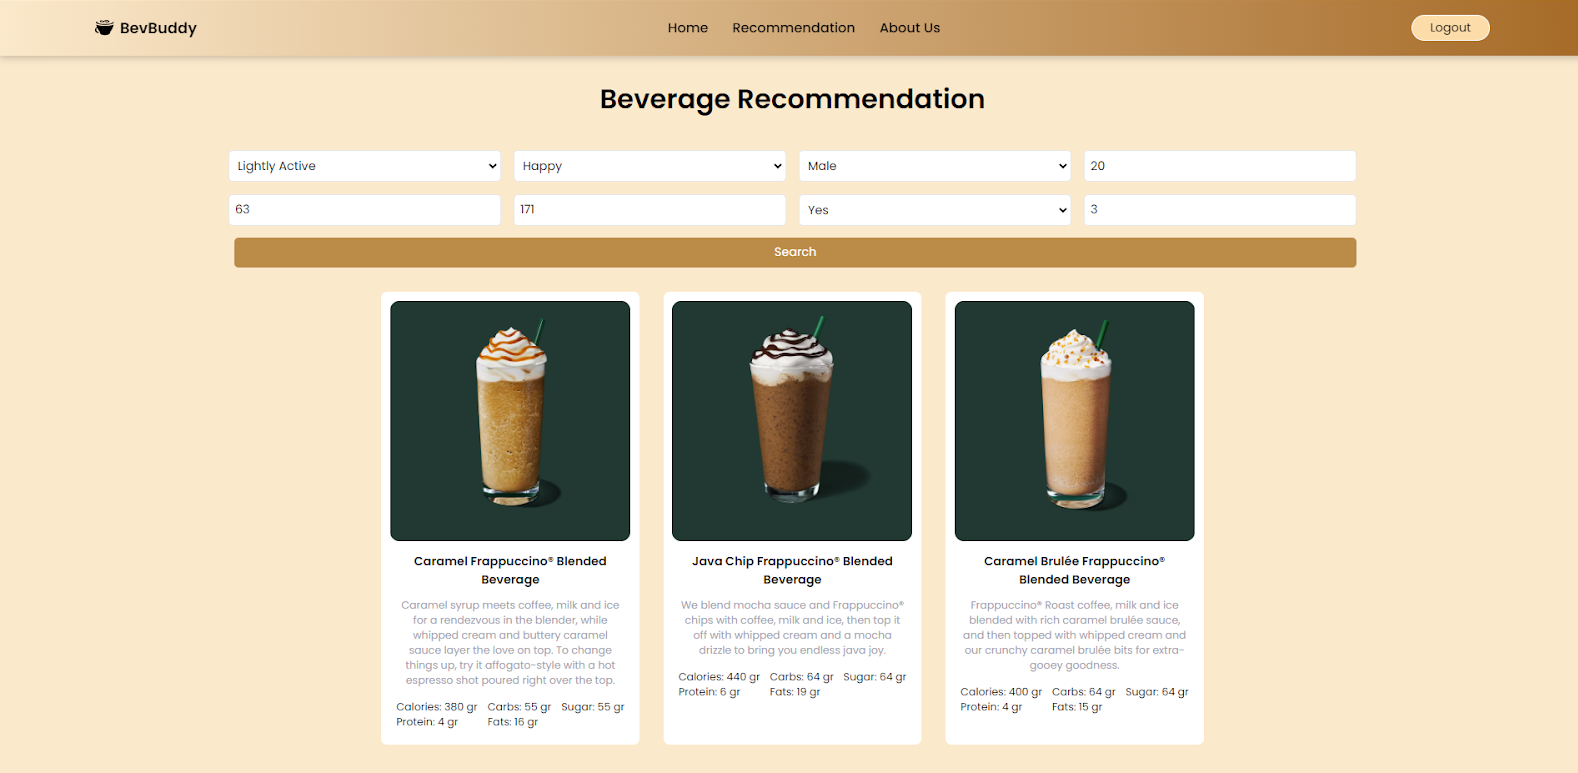 BevBuddy
Home Recommendation About Us
Logout
Beverage Recommendation
Lightly Active Happy Male 20
63 171 Yes 3
Search
Caramel Frappuccino® Blended
Beverage
Caramel syrup meets coffee, milk and ice
for a rendezvous in the blender, while
whipped cream and buttery caramel
sauce layer the love on top. To change
things up, try it affogato-style with a hot
espresso shot poured right over the top.
Calories: 380 gr Carbs: 55 gr Sugar: 55 gr
Protein: 4 gr Fats: 16 gr
Java Chip Frappuccino® Blended
Beverage
We blend mocha sauce and Frappuccino®
chips with coffee, milk and ice, then top it
off with whipped cream and a mocha
drizzle to bring you endless java joy.
Calories: 440 gr Carbs: 64 gr Sugar: 64 gr
Protein: 6 gr Fats: 19 gr
Caramel Brulée Frappuccino®
Blended Beverage
Frappuccino® Roast coffee, milk and ice
blended with rich caramel brulée sauce,
and then topped with whipped cream and
our crunchy caramel brulée bits for extra-
gooey goodness.
Calories: 400 gr Carbs: 64 gr Sugar: 64 gr
Protein: 4 gr Fats: 15 gr